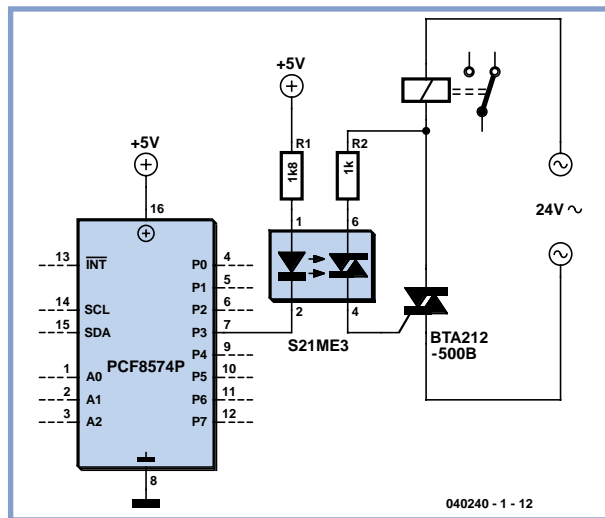 +5V
+5V
R1
R2
1k8
1k
16
1
6
24V ~
13
INT
P0
4
P1
5
14
SCL
P2
6
2
4
15
SDA
P3
7
S21ME3
BTA212
-500B
PCF8574P
P4
9
1
A0
P5
10
2
A1
P6
11
3
A2
P7
12
8
040240 - 1 - 12